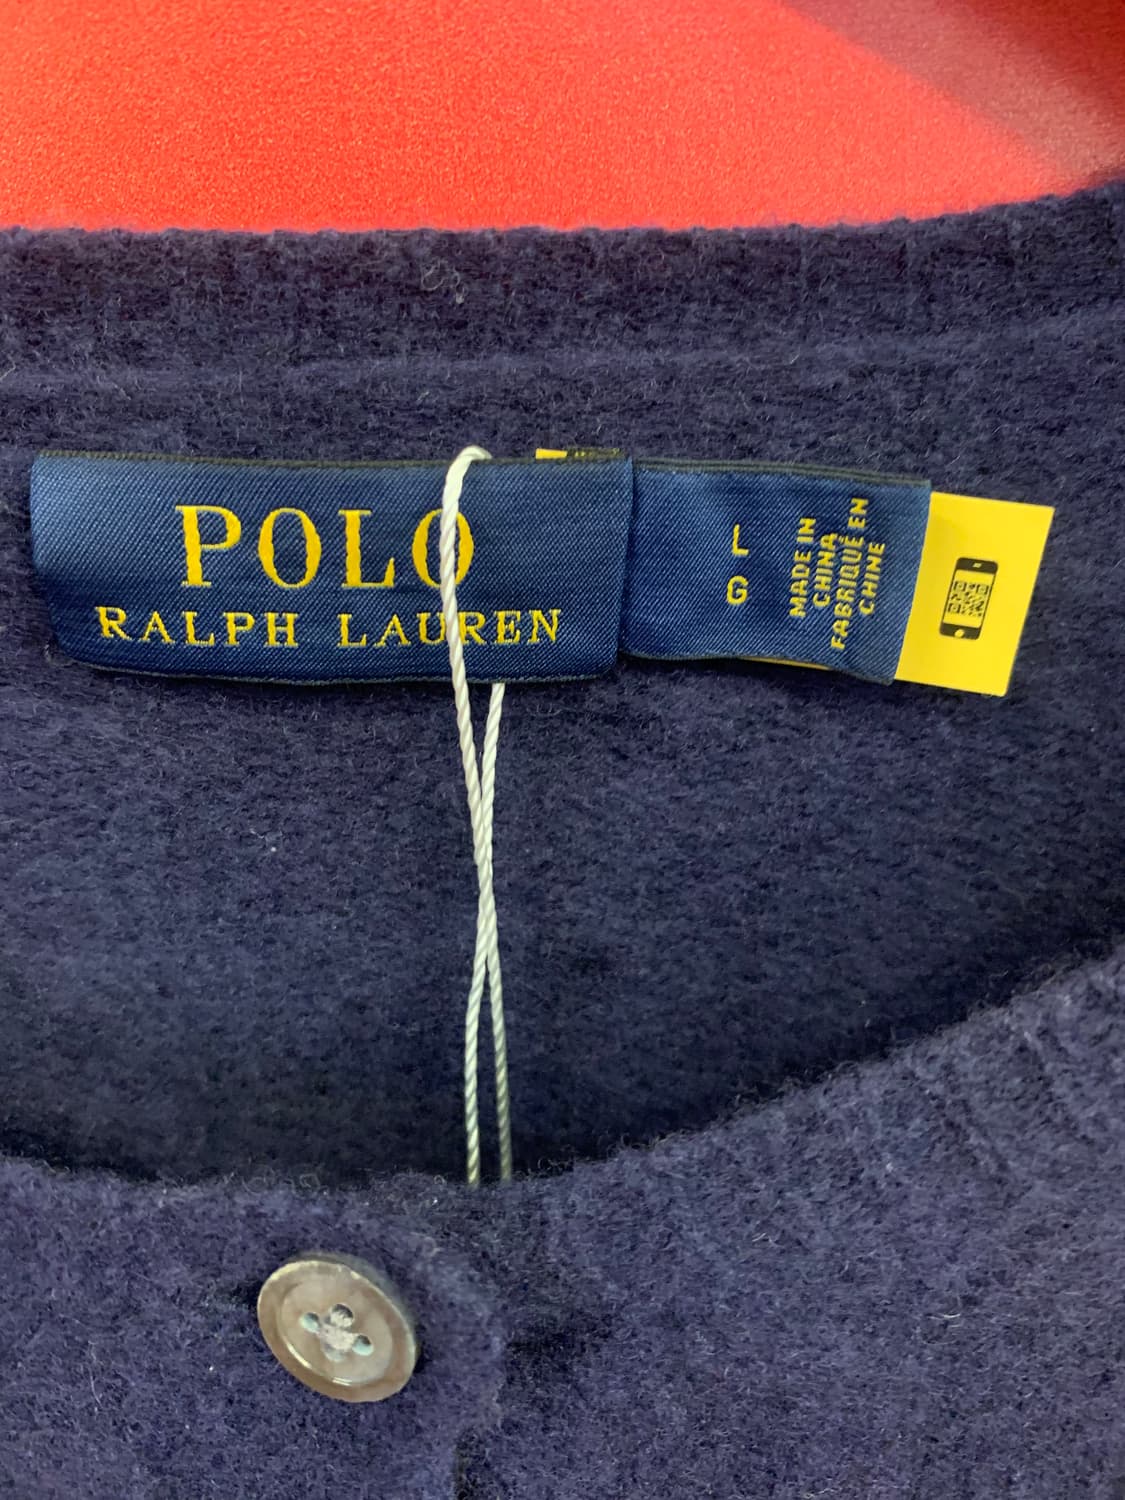 POLO
RALPH LAUREN
L
G
MADE IN
CHINA
FABRIQUÉ EN
CHINE